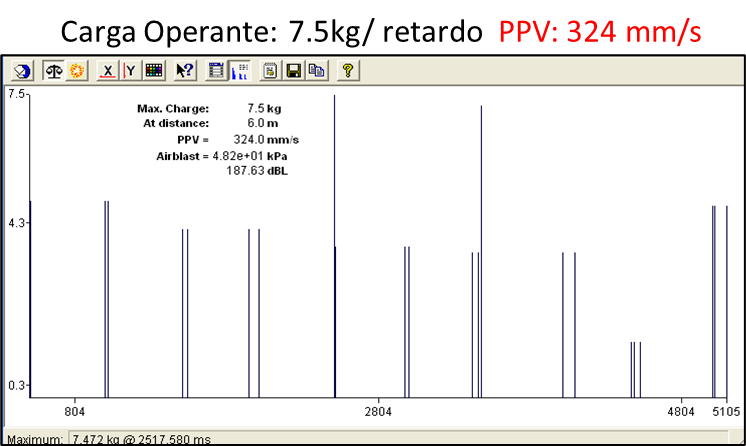 Carga Operante: 7.5kg/ retardo PPV: 324 mm/s
X Y ? ?
7.5
Max. Charge: 7.5 kg
At distance: 6.0 m
PPV = 324.0 mm/s
Airblast = 4.82e+01 kPa
187.63 dBL
4.3
0.3
804 2804 4804 5105
Maximum: 7.472 kg @ 2517.580 ms